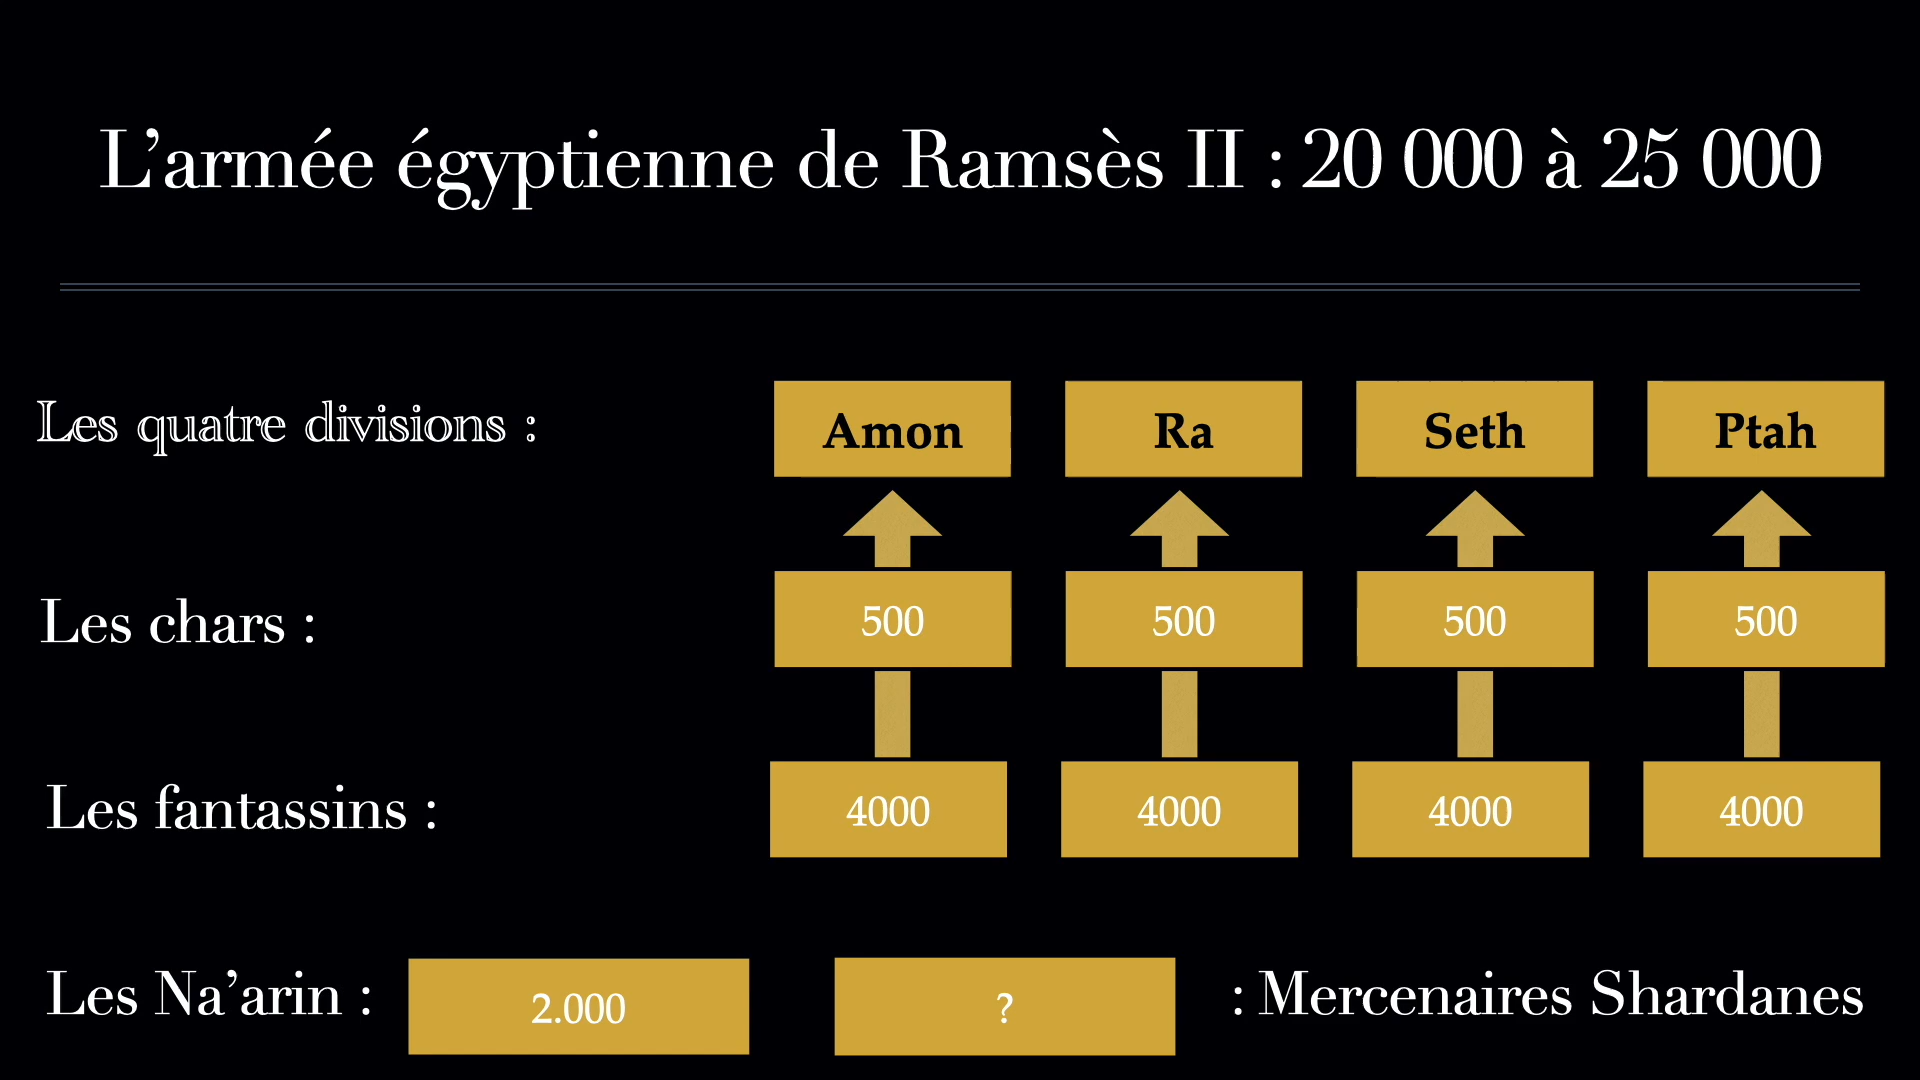 L’armée égyptienne de Ramsès II : 20 000 à 25 000
Les quatre divisions : Amon Ra Seth Ptah
Les chars : 500 500 500 500
Les fantassins : 4000 4000 4000 4000
Les Na’arin : 2.000 ? : Mercenaires Shardanes